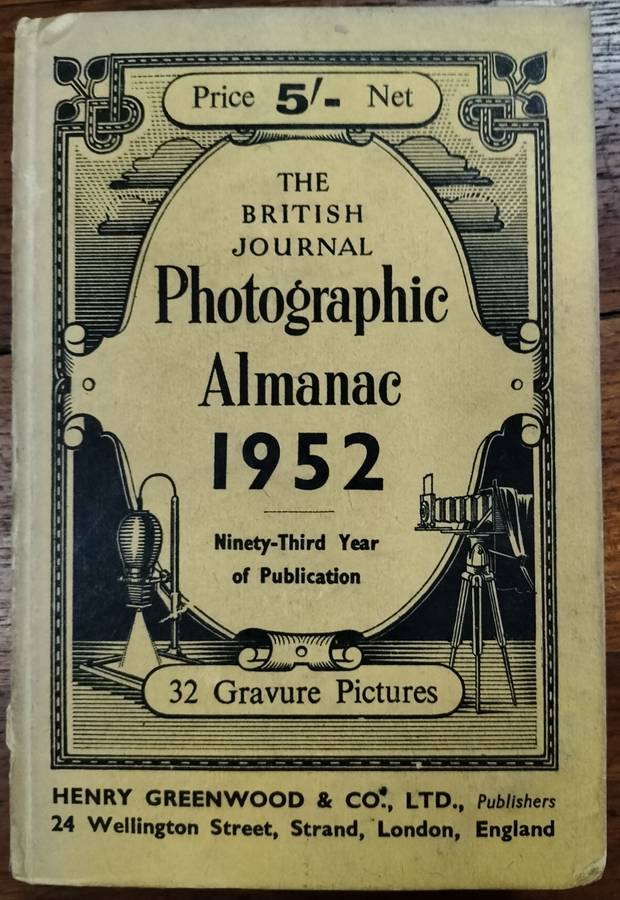 Price 5/- Net
THE
BRITISH
JOURNAL
Photographic
Almanac
1952
Ninety-Third Year
of Publication
32 Gravure Pictures
HENRY GREENWOOD & CO., LTD., Publishers
24 Wellington Street, Strand, London, England